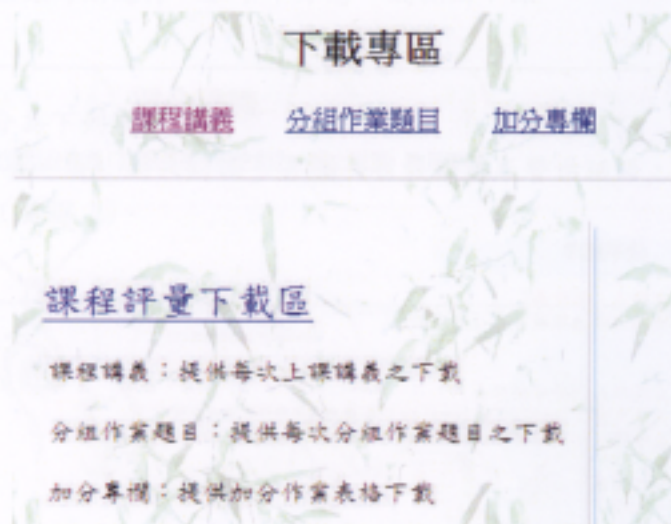 下載專區
課程講義 分組作業題目 加分專欄
課程評量下載區
課程講義：提供每次上課講義之下載
分組作業題目：提供每次分組作業題目之下載
加分專欄：提供加分作業表格下載